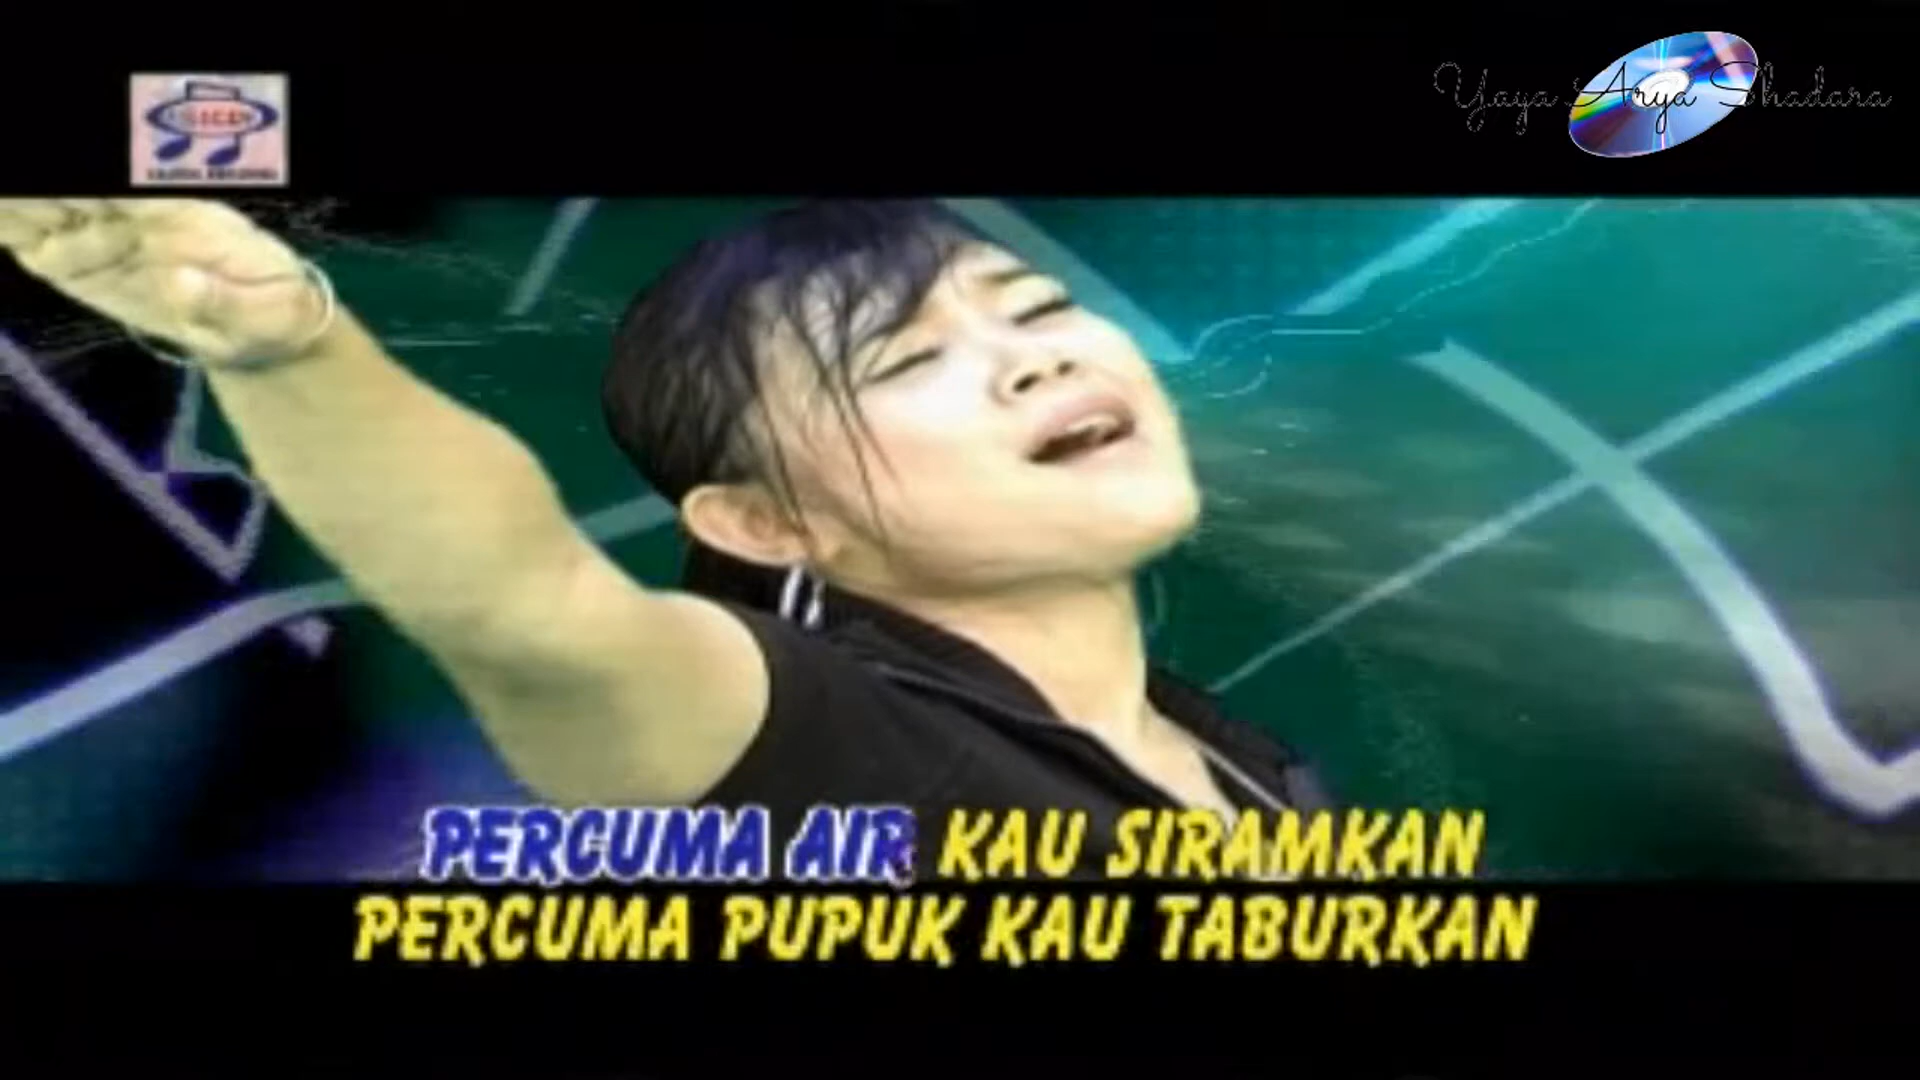 Yaya Arya Shadara
PERCUMA AIR KAU SIRAMKAN
PERCUMA PUPUK KAU TABURKAN